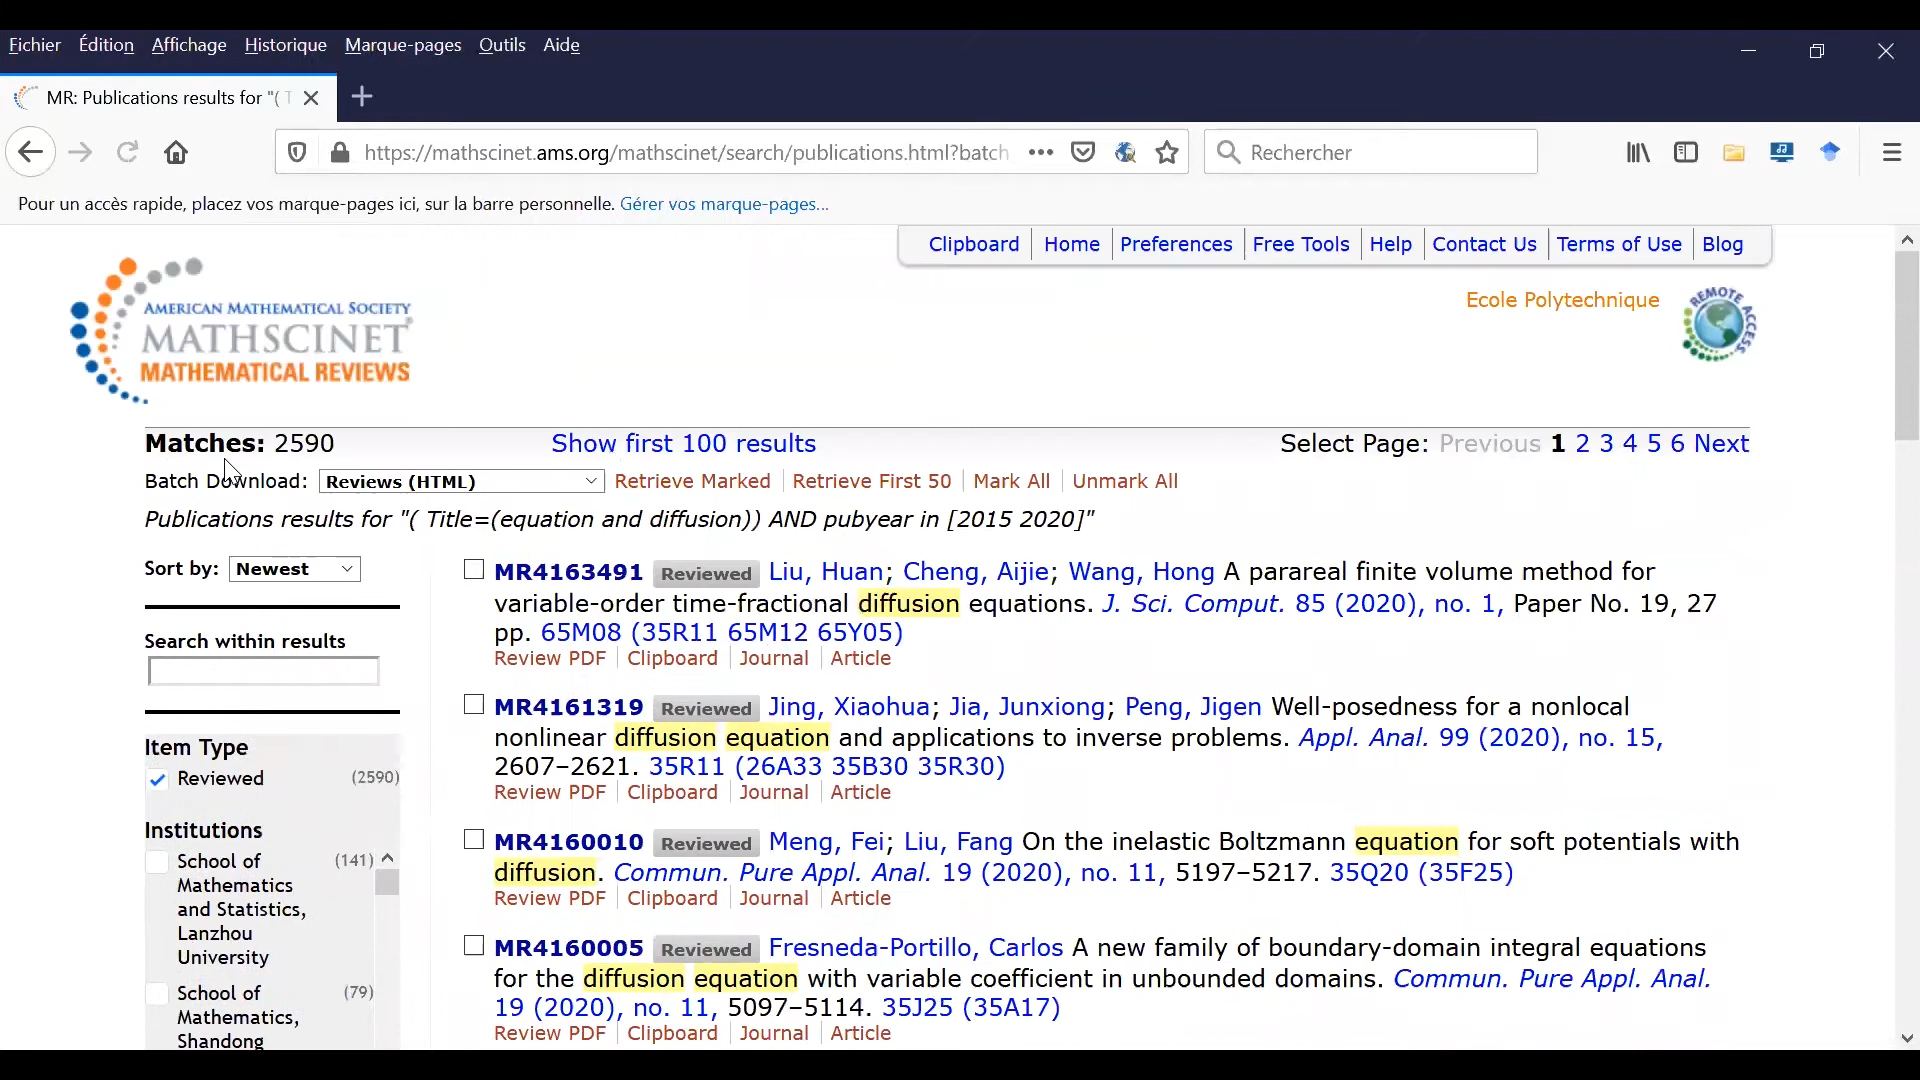 Fichier Édition Affichage Historique Marque-pages Outils Aide
MR: Publications results for "(
https://mathscinet.ams.org/mathscinet/search/publications.html?batch
Rechercher
Pour un accès rapide, placez vos marque-pages ici, sur la barre personnelle. Gérer vos marque-pages...
Clipboard Home Preferences Free Tools Help Contact Us Terms of Use Blog
AMERICAN MATHEMATICAL SOCIETY
MATHSCINET®
MATHEMATICAL REVIEWS
Ecole Polytechnique
REMOTE ACCESS
Matches: 2590 Show first 100 results Select Page: Previous 1 2 3 4 5 6 Next
Batch Download: Reviews (HTML) Retrieve Marked Retrieve First 50 Mark All Unmark All
Publications results for "( Title=(equation and diffusion)) AND pubyear in [2015 2020]"
Sort by: Newest
Search within results
Item Type
Reviewed (2590)
Institutions
School of (141)
Mathematics
and Statistics,
Lanzhou
University
School of (79)
Mathematics,
Shandong
MR4163491 Reviewed Liu, Huan; Cheng, Aijie; Wang, Hong A parareal finite volume method for
variable-order time-fractional diffusion equations. J. Sci. Comput. 85 (2020), no. 1, Paper No. 19, 27
pp. 65M08 (35R11 65M12 65Y05)
Review PDF Clipboard Journal Article
MR4161319 Reviewed Jing, Xiaohua; Jia, Junxiong; Peng, Jigen Well-posedness for a nonlocal
nonlinear diffusion equation and applications to inverse problems. Appl. Anal. 99 (2020), no. 15,
2607–2621. 35R11 (26A33 35B30 35R30)
Review PDF Clipboard Journal Article
MR4160010 Reviewed Meng, Fei; Liu, Fang On the inelastic Boltzmann equation for soft potentials with
diffusion. Commun. Pure Appl. Anal. 19 (2020), no. 11, 5197–5217. 35Q20 (35F25)
Review PDF Clipboard Journal Article
MR4160005 Reviewed Fresneda-Portillo, Carlos A new family of boundary-domain integral equations
for the diffusion equation with variable coefficient in unbounded domains. Commun. Pure Appl. Anal.
19 (2020), no. 11, 5097–5114. 35J25 (35A17)
Review PDF Clipboard Journal Article